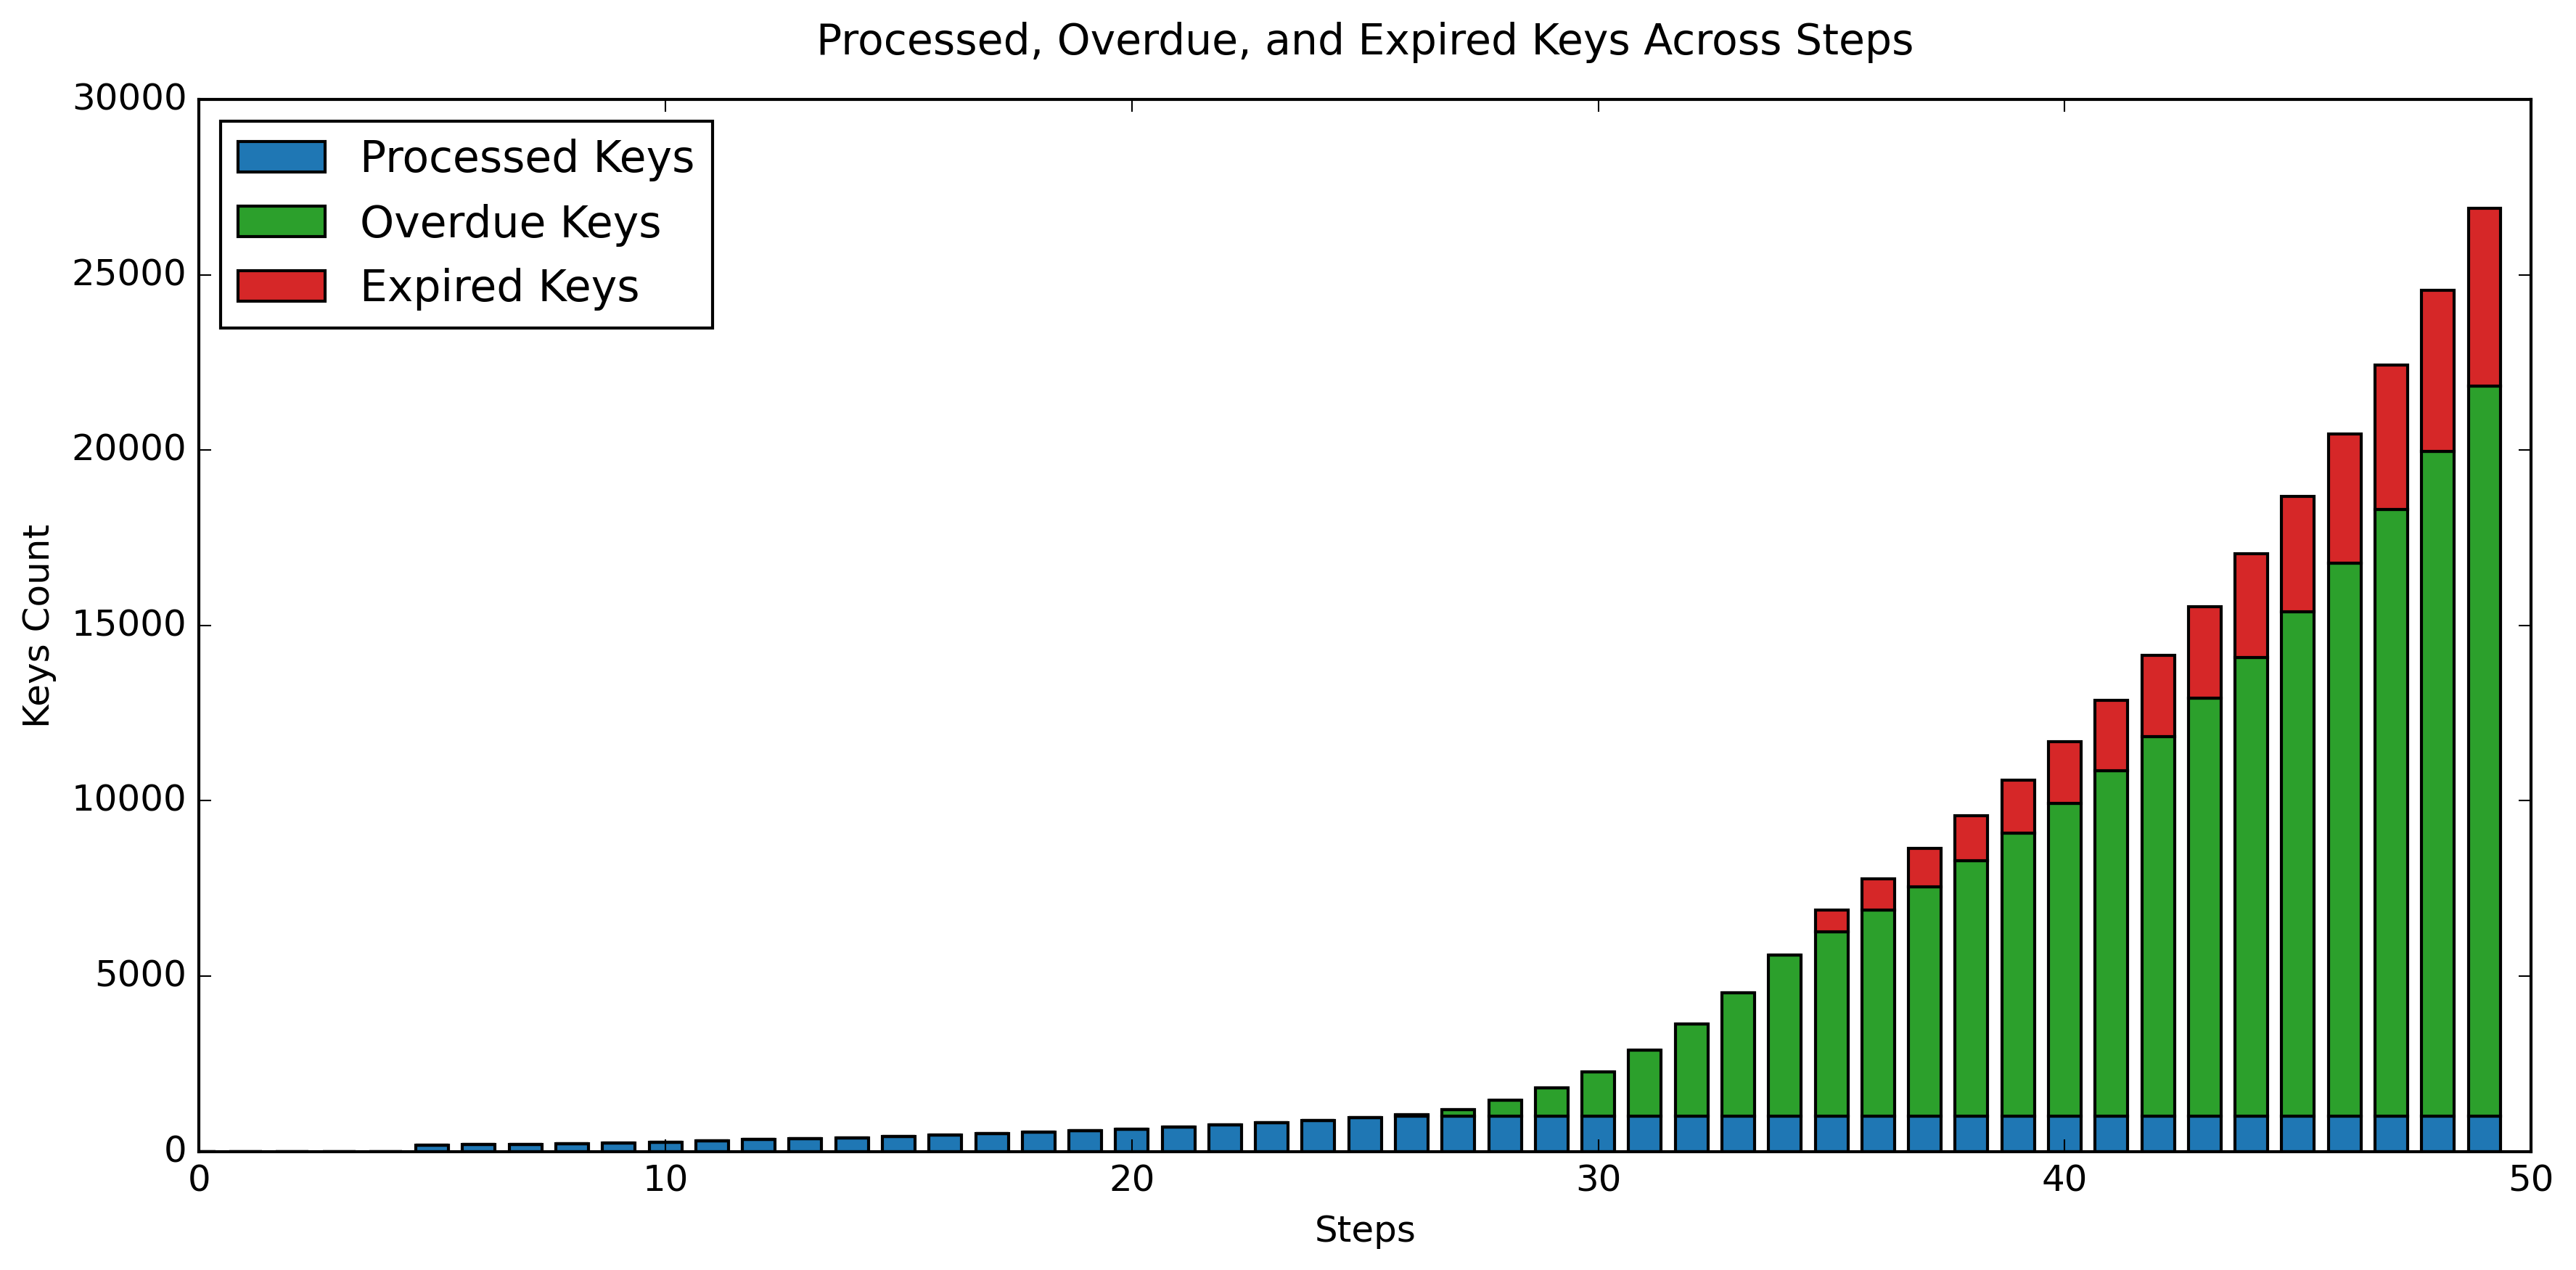 Processed, Overdue, and Expired Keys Across Steps
30000
25000
20000
15000
10000
5000
0
Keys Count
Processed Keys
Overdue Keys
Expired Keys
0 10 20 30 40 50
Steps